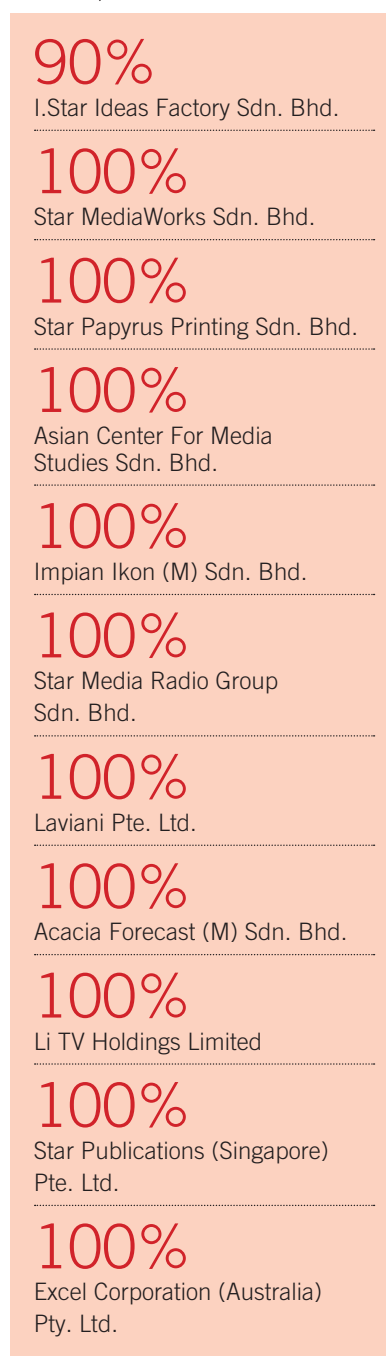 90%
I.Star Ideas Factory Sdn. Bhd.
100%
Star MediaWorks Sdn. Bhd.
100%
Star Papyrus Printing Sdn. Bhd.
100%
Asian Center For Media
Studies Sdn. Bhd.
100%
Impian Ikon (M) Sdn. Bhd.
100%
Star Media Radio Group
Sdn. Bhd.
100%
Laviani Pte. Ltd.
100%
Acacia Forecast (M) Sdn. Bhd.
100%
Li TV Holdings Limited
100%
Star Publications (Singapore)
Pte. Ltd.
100%
Excel Corporation (Australia)
Pty. Ltd.